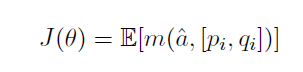 J(θ) = 𝔼[m(â, [pᵢ, qᵢ])]